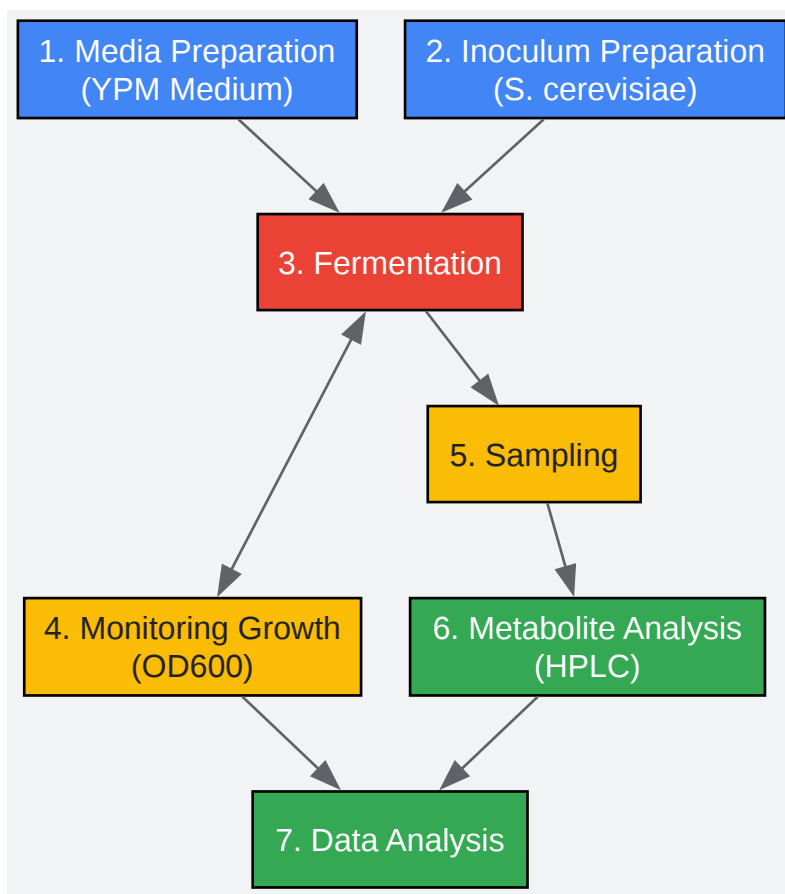 1. Media Preparation
(YPM Medium)
2. Inoculum Preparation
(S. cerevisiae)
3. Fermentation
5. Sampling
4. Monitoring Growth
(OD600)
6. Metabolite Analysis
(HPLC)
7. Data Analysis